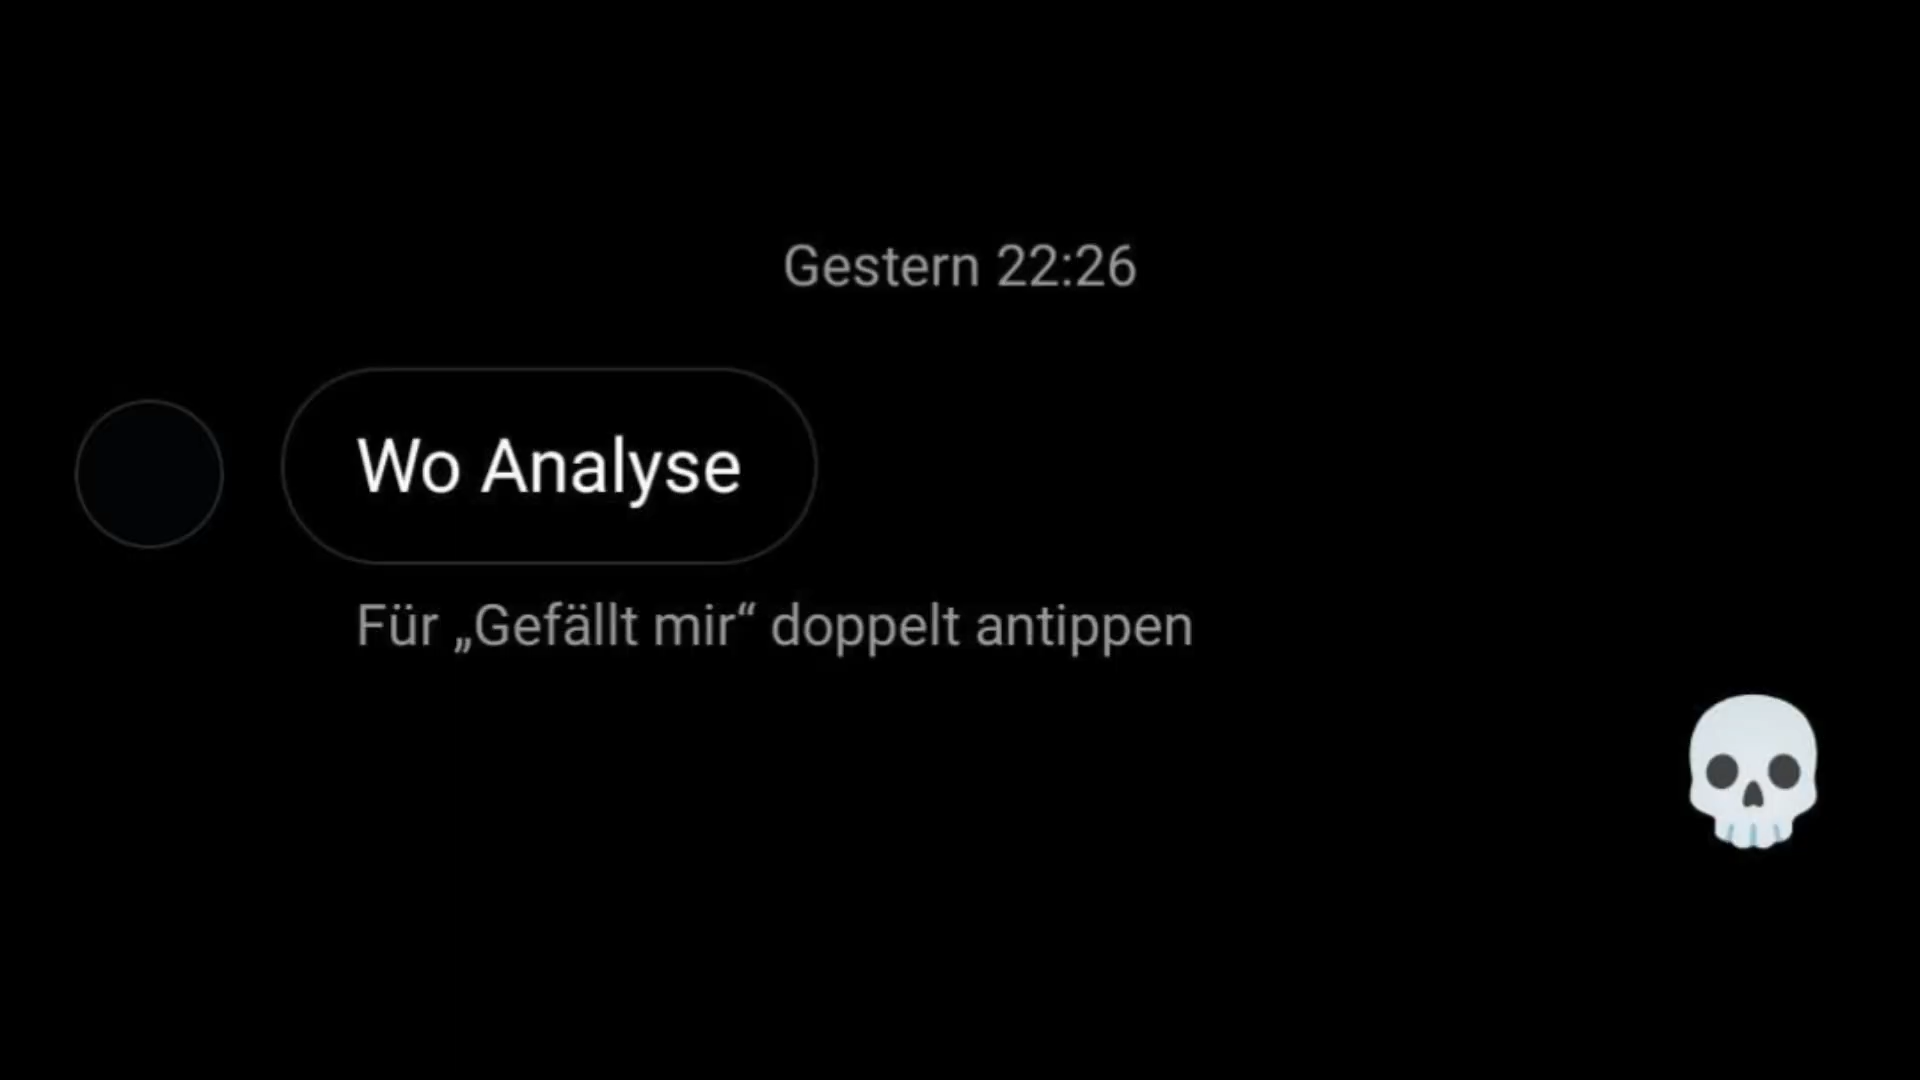 Gestern 22:26
Wo Analyse
Für „Gefällt mir“ doppelt antippen